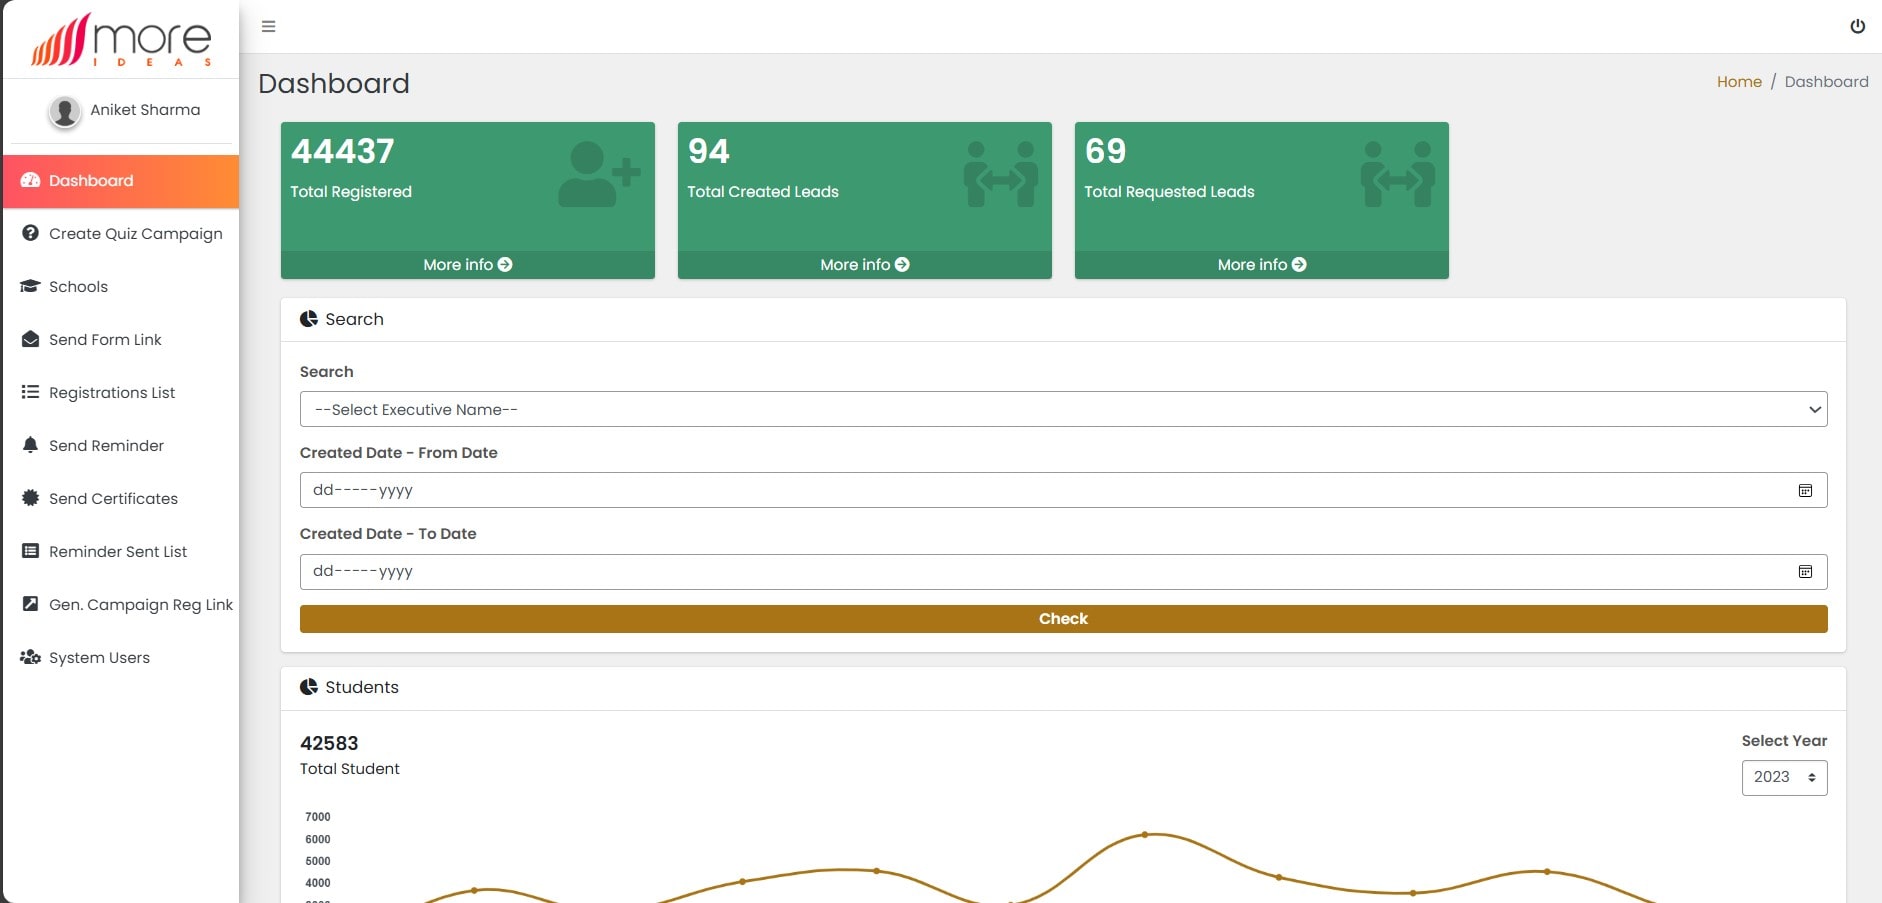 more
IDEAS
Aniket Sharma
Dashboard
Create Quiz Campaign
Schools
Send Form Link
Registrations List
Send Reminder
Send Certificates
Reminder Sent List
Gen. Campaign Reg Link
System Users
Dashboard
Home / Dashboard
44437
Total Registered
More info
94
Total Created Leads
More info
69
Total Requested Leads
More info
Search
Search
--Select Executive Name--
Created Date - From Date
dd-----yyyy
Created Date - To Date
dd-----yyyy
Check
Students
42583
Total Student
Select Year
2023
7000
6000
5000
4000